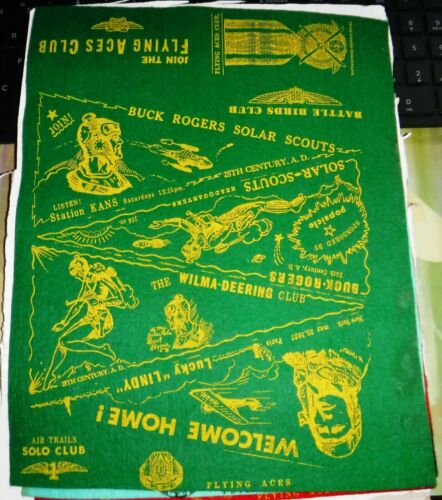 JOIN THE
FLYING ACES CLUB
FLYING ACES CLUB
BATTLE BIRDS CLUB
BUCK ROGERS SOLAR SCOUTS
JOIN!
LISTEN!
Station KANS Saturdays 12:15pm
25TH CENTURY, A. D.
SOLAR-SCOUTS
HEADQUARTERS
SPONSORED BY
popsicle
BUCK-ROGERS
25th Century, A.D.
THE WILMA-DEERING CLUB
25TH CENTURY, A. D.
Lucky "LINDY"
New York may 20, 1927 Paris
WELCOME HOME!
AIR TRAILS
SOLO CLUB
1
FLYING ACES